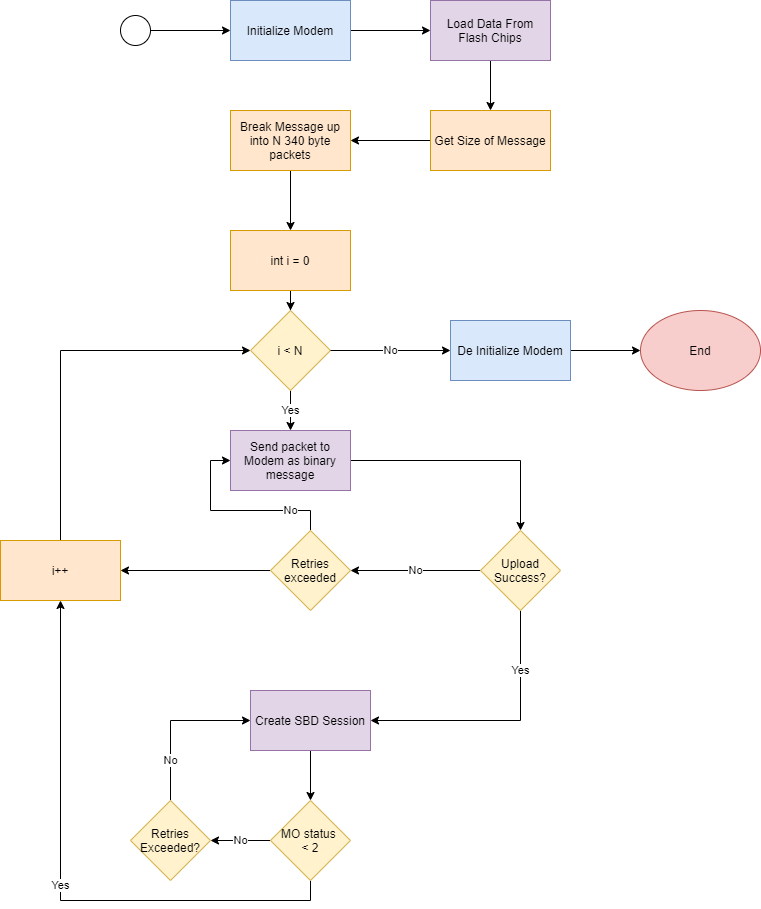 Initialize Modem
Load Data From
Flash Chips
Break Message up
into N 340 byte
packets
Get Size of Message
int i = 0
i < N
No
De Initialize Modem
End
Yes
Send packet to
Modem as binary
message
No
i++
Retries
exceeded
No
Upload
Success?
Yes
Create SBD Session
No
Retries
Exceeded?
No
MO status
< 2
Yes